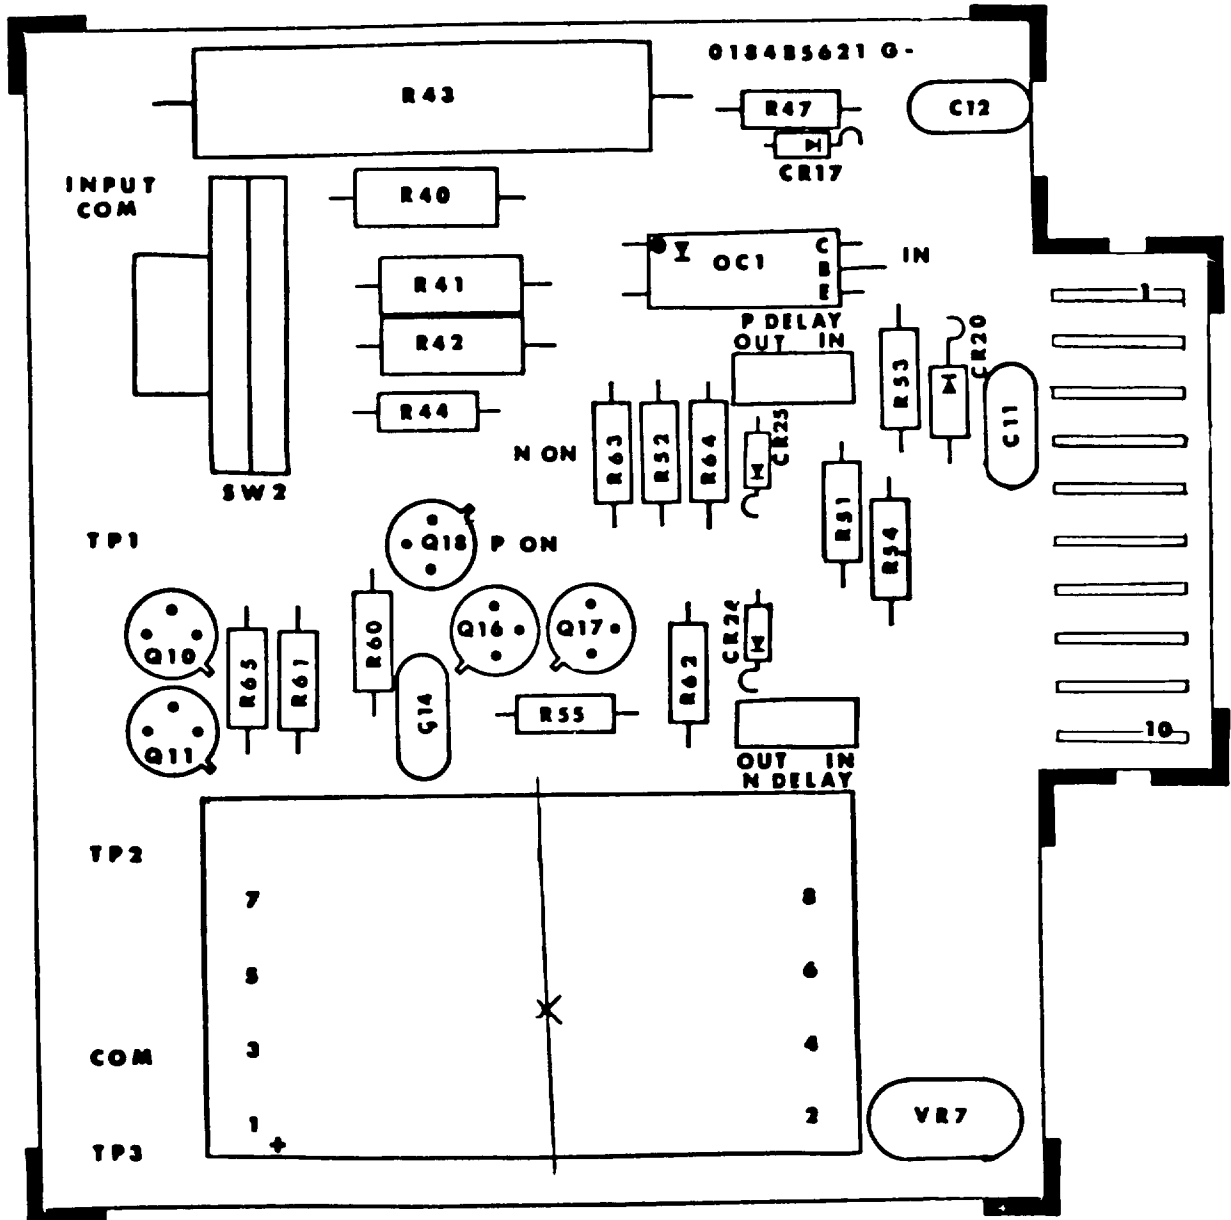 0184B5621 G-
R43
R47
C12
CR17
INPUT
COM
R40
OC1
C
B
E
IN
R41
1
P DELAY
OUT IN
R42
CR20
R53
R44
C11
CR25
N ON
R63
R52
R64
SW2
R51
TP1
Q18
P ON
R54
Q16
Q17
R60
CR26
Q10
R65
R61
R62
C14
R55
Q11
10
OUT IN
N DELAY
TP2
7
8
5
6
3
4
COM
1
+
2
VR7
TP3